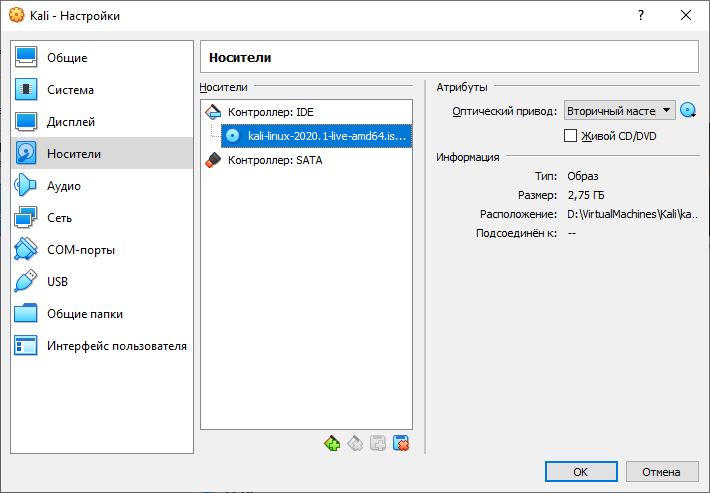 Kali - Настройки
?
Общие
Система
Дисплей
Носители
Аудио
Сеть
COM-порты
USB
Общие папки
Интерфейс пользователя
Носители
Носители
Контроллер: IDE
kali-linux-2020.1-live-amd64.is...
Контроллер: SATA
Атрибуты
Оптический привод: Вторичный масте
Живой CD/DVD
Информация
Тип: Образ
Размер: 2,75 ГБ
Расположение: D:\VirtualMachines\Kali\ka...
Подсоединён к: --
OK
Отмена